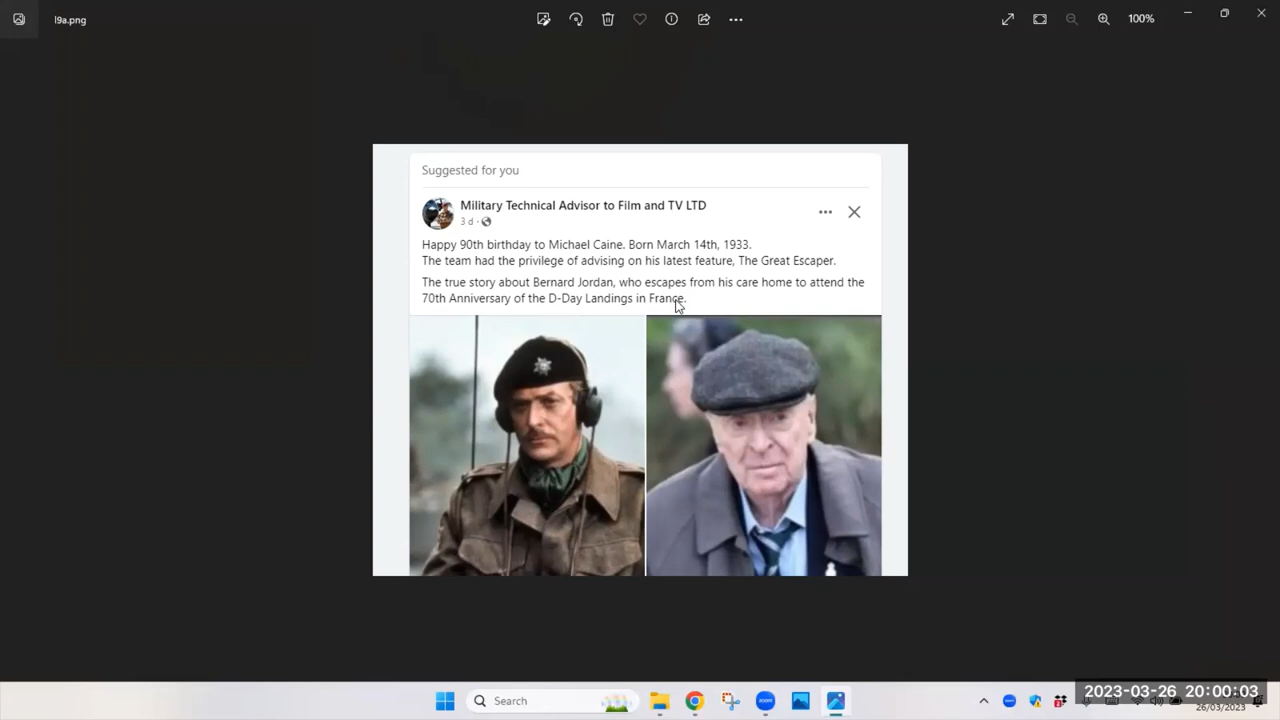 l9a.png
100%
Suggested for you
Military Technical Advisor to Film and TV LTD
3 d ·
Happy 90th birthday to Michael Caine. Born March 14th, 1933.
The team had the privilege of advising on his latest feature, The Great Escaper.
The true story about Bernard Jordan, who escapes from his care home to attend the
70th Anniversary of the D-Day Landings in France.
Search
zoom
zoom
2023-03-26 20:00:03
26/03/2023